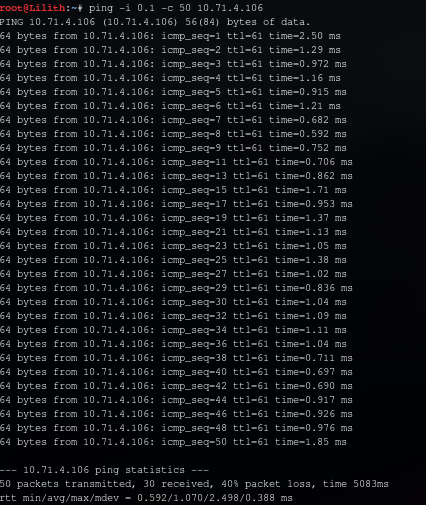 root@Lilith:~# ping -i 0.1 -c 50 10.71.4.106
PING 10.71.4.106 (10.71.4.106) 56(84) bytes of data.
64 bytes from 10.71.4.106: icmp_seq=1 ttl=61 time=2.50 ms
64 bytes from 10.71.4.106: icmp_seq=2 ttl=61 time=1.29 ms
64 bytes from 10.71.4.106: icmp_seq=3 ttl=61 time=0.972 ms
64 bytes from 10.71.4.106: icmp_seq=4 ttl=61 time=1.16 ms
64 bytes from 10.71.4.106: icmp_seq=5 ttl=61 time=0.915 ms
64 bytes from 10.71.4.106: icmp_seq=6 ttl=61 time=1.21 ms
64 bytes from 10.71.4.106: icmp_seq=7 ttl=61 time=0.682 ms
64 bytes from 10.71.4.106: icmp_seq=8 ttl=61 time=0.592 ms
64 bytes from 10.71.4.106: icmp_seq=9 ttl=61 time=0.752 ms
64 bytes from 10.71.4.106: icmp_seq=11 ttl=61 time=0.706 ms
64 bytes from 10.71.4.106: icmp_seq=13 ttl=61 time=0.862 ms
64 bytes from 10.71.4.106: icmp_seq=15 ttl=61 time=1.71 ms
64 bytes from 10.71.4.106: icmp_seq=17 ttl=61 time=0.953 ms
64 bytes from 10.71.4.106: icmp_seq=19 ttl=61 time=1.37 ms
64 bytes from 10.71.4.106: icmp_seq=21 ttl=61 time=1.13 ms
64 bytes from 10.71.4.106: icmp_seq=23 ttl=61 time=1.05 ms
64 bytes from 10.71.4.106: icmp_seq=25 ttl=61 time=1.38 ms
64 bytes from 10.71.4.106: icmp_seq=27 ttl=61 time=1.02 ms
64 bytes from 10.71.4.106: icmp_seq=29 ttl=61 time=0.836 ms
64 bytes from 10.71.4.106: icmp_seq=30 ttl=61 time=1.04 ms
64 bytes from 10.71.4.106: icmp_seq=32 ttl=61 time=1.09 ms
64 bytes from 10.71.4.106: icmp_seq=34 ttl=61 time=1.11 ms
64 bytes from 10.71.4.106: icmp_seq=36 ttl=61 time=1.04 ms
64 bytes from 10.71.4.106: icmp_seq=38 ttl=61 time=0.711 ms
64 bytes from 10.71.4.106: icmp_seq=40 ttl=61 time=0.697 ms
64 bytes from 10.71.4.106: icmp_seq=42 ttl=61 time=0.690 ms
64 bytes from 10.71.4.106: icmp_seq=44 ttl=61 time=0.917 ms
64 bytes from 10.71.4.106: icmp_seq=46 ttl=61 time=0.926 ms
64 bytes from 10.71.4.106: icmp_seq=48 ttl=61 time=0.976 ms
64 bytes from 10.71.4.106: icmp_seq=50 ttl=61 time=1.85 ms
--- 10.71.4.106 ping statistics ---
50 packets transmitted, 30 received, 40% packet loss, time 5083ms
rtt min/avg/max/mdev = 0.592/1.070/2.498/0.388 ms